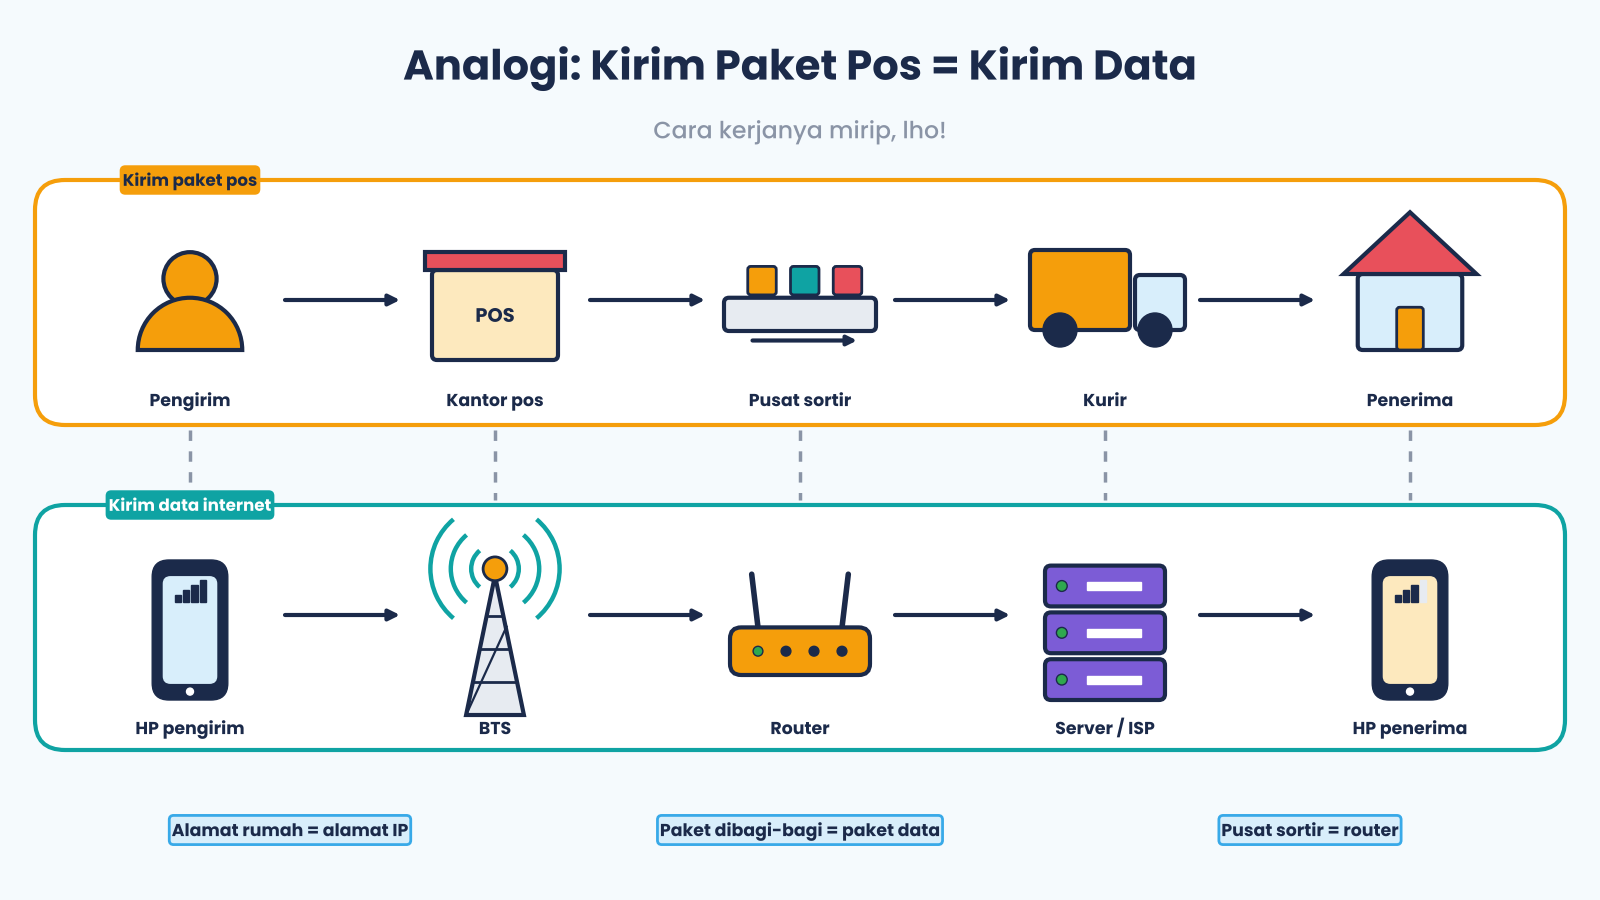 Analogi: Kirim Paket Pos = Kirim Data
Cara kerjanya mirip, lho!
Kirim paket pos
POS
Pengirim
Kantor pos
Pusat sortir
Kurir
Penerima
Kirim data internet
HP pengirim
BTS
Router
Server / ISP
HP penerima
Alamat rumah = alamat IP
Paket dibagi-bagi = paket data
Pusat sortir = router